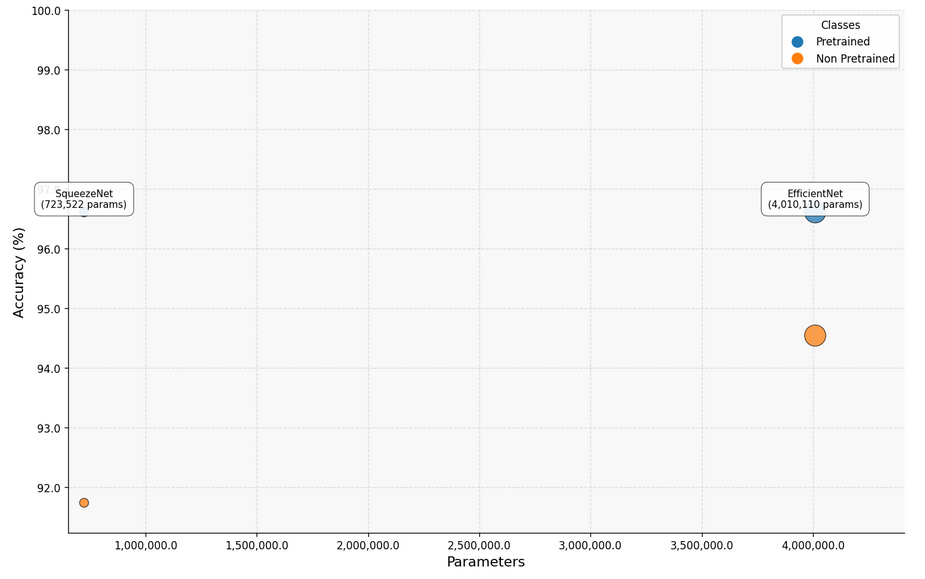 100.0
99.0
98.0
97.0
96.0
95.0
94.0
93.0
92.0
Accuracy (%)
Classes
Pretrained
Non Pretrained
SqueezeNet
(723,522 params)
EfficientNet
(4,010,110 params)
1,000,000.0
1,500,000.0
2,000,000.0
2,500,000.0
3,000,000.0
3,500,000.0
4,000,000.0
Parameters